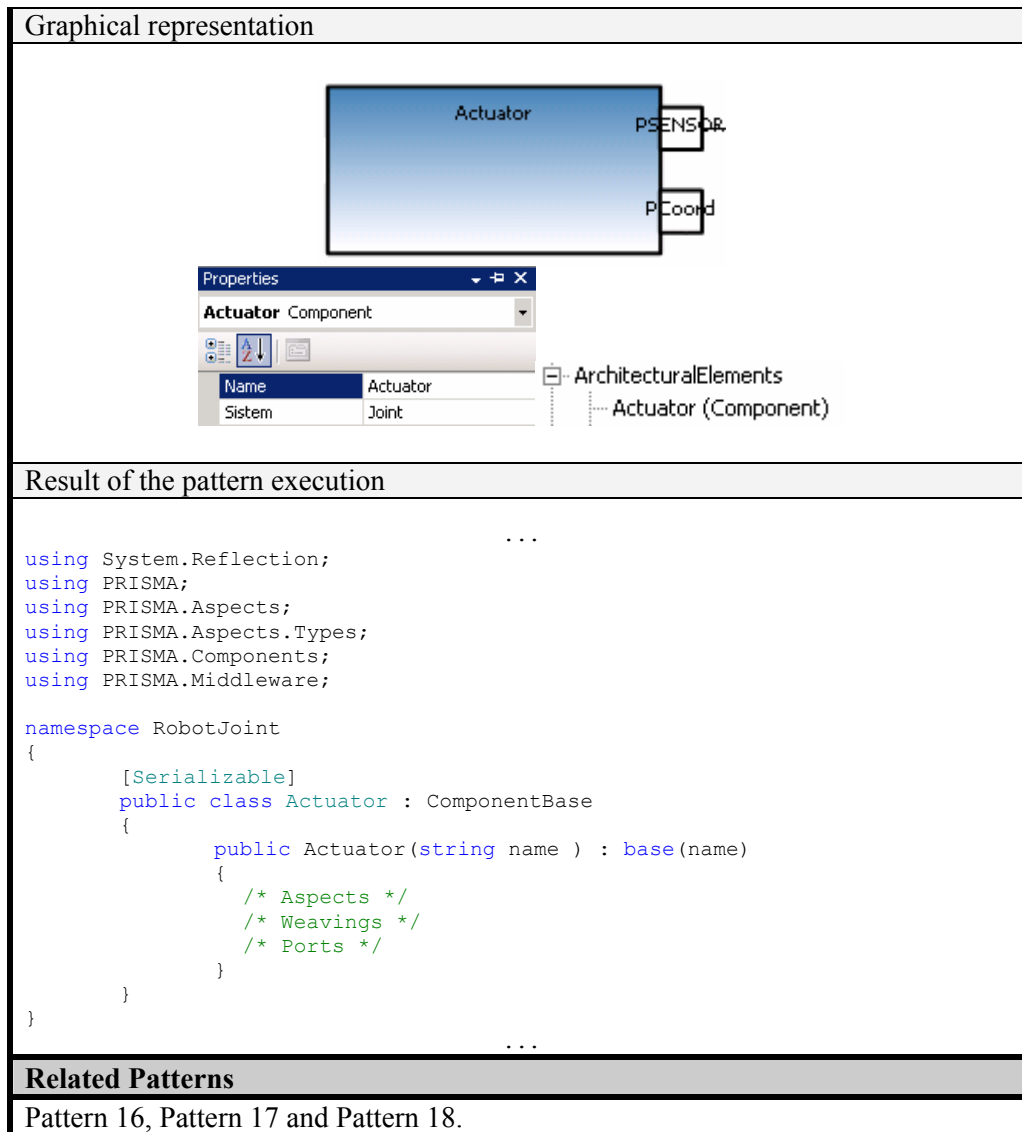 Graphical representation
Actuator
PSENSOR
PCoord
Properties
Actuator Component
Name Actuator
Sistem Joint
ArchitecturalElements
Actuator (Component)
Result of the pattern execution
...
using System.Reflection;
using PRISMA;
using PRISMA.Aspects;
using PRISMA.Aspects.Types;
using PRISMA.Components;
using PRISMA.Middleware;
namespace RobotJoint
{
[Serializable]
public class Actuator : ComponentBase
{
public Actuator(string name ) : base(name)
{
/* Aspects */
/* Weavings */
/* Ports */
}
}
}
...
Related Patterns
Pattern 16, Pattern 17 and Pattern 18.